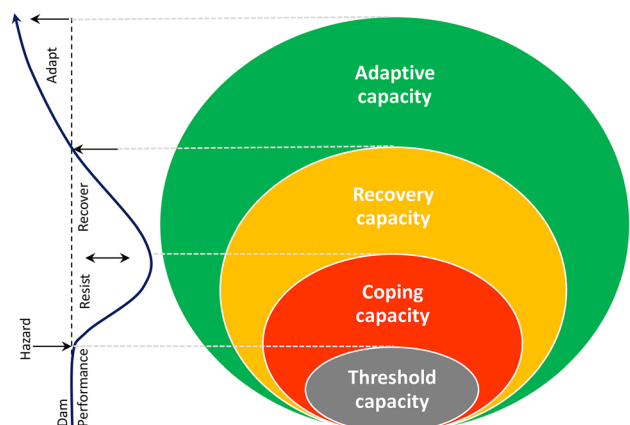 Adapt
Recover
Resist
Hazard
Dam
Performance
Adaptive
capacity
Recovery
capacity
Coping
capacity
Threshold
capacity